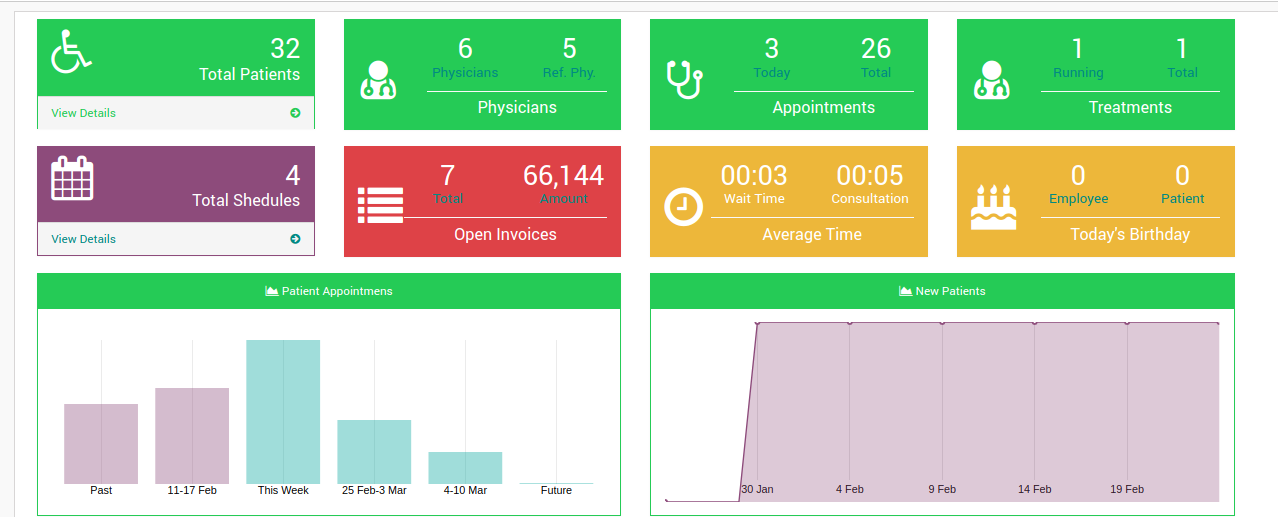 32
Total Patients
View Details
6 5
Physicians Ref. Phy.
Physicians
3 26
Today Total
Appointments
1 1
Running Total
Treatments
4
Total Shedules
View Details
7 66,144
Total Amount
Open Invoices
00:03 00:05
Wait Time Consultation
Average Time
0 0
Employee Patient
Today's Birthday
Patient Appointmens
Past 11-17 Feb This Week 25 Feb-3 Mar 4-10 Mar Future
New Patients
30 Jan 4 Feb 9 Feb 14 Feb 19 Feb